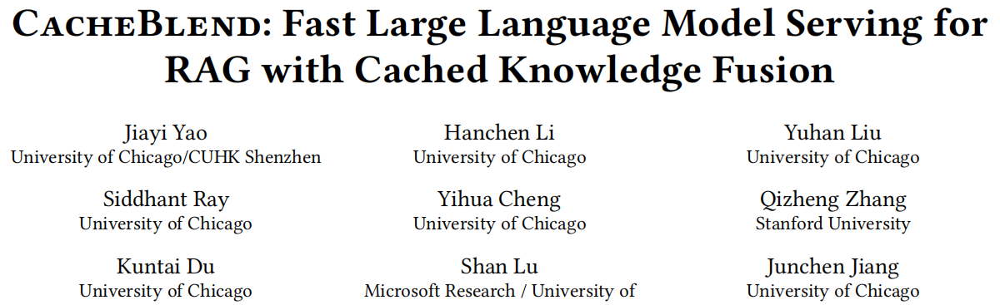 CACHEBLEND: Fast Large Language Model Serving for
RAG with Cached Knowledge Fusion
Jiayi Yao
University of Chicago/CUHK Shenzhen
Hanchen Li
University of Chicago
Yuhan Liu
University of Chicago
Siddhant Ray
University of Chicago
Yihua Cheng
University of Chicago
Qizheng Zhang
Stanford University
Kuntai Du
University of Chicago
Shan Lu
Microsoft Research / University of
Junchen Jiang
University of Chicago